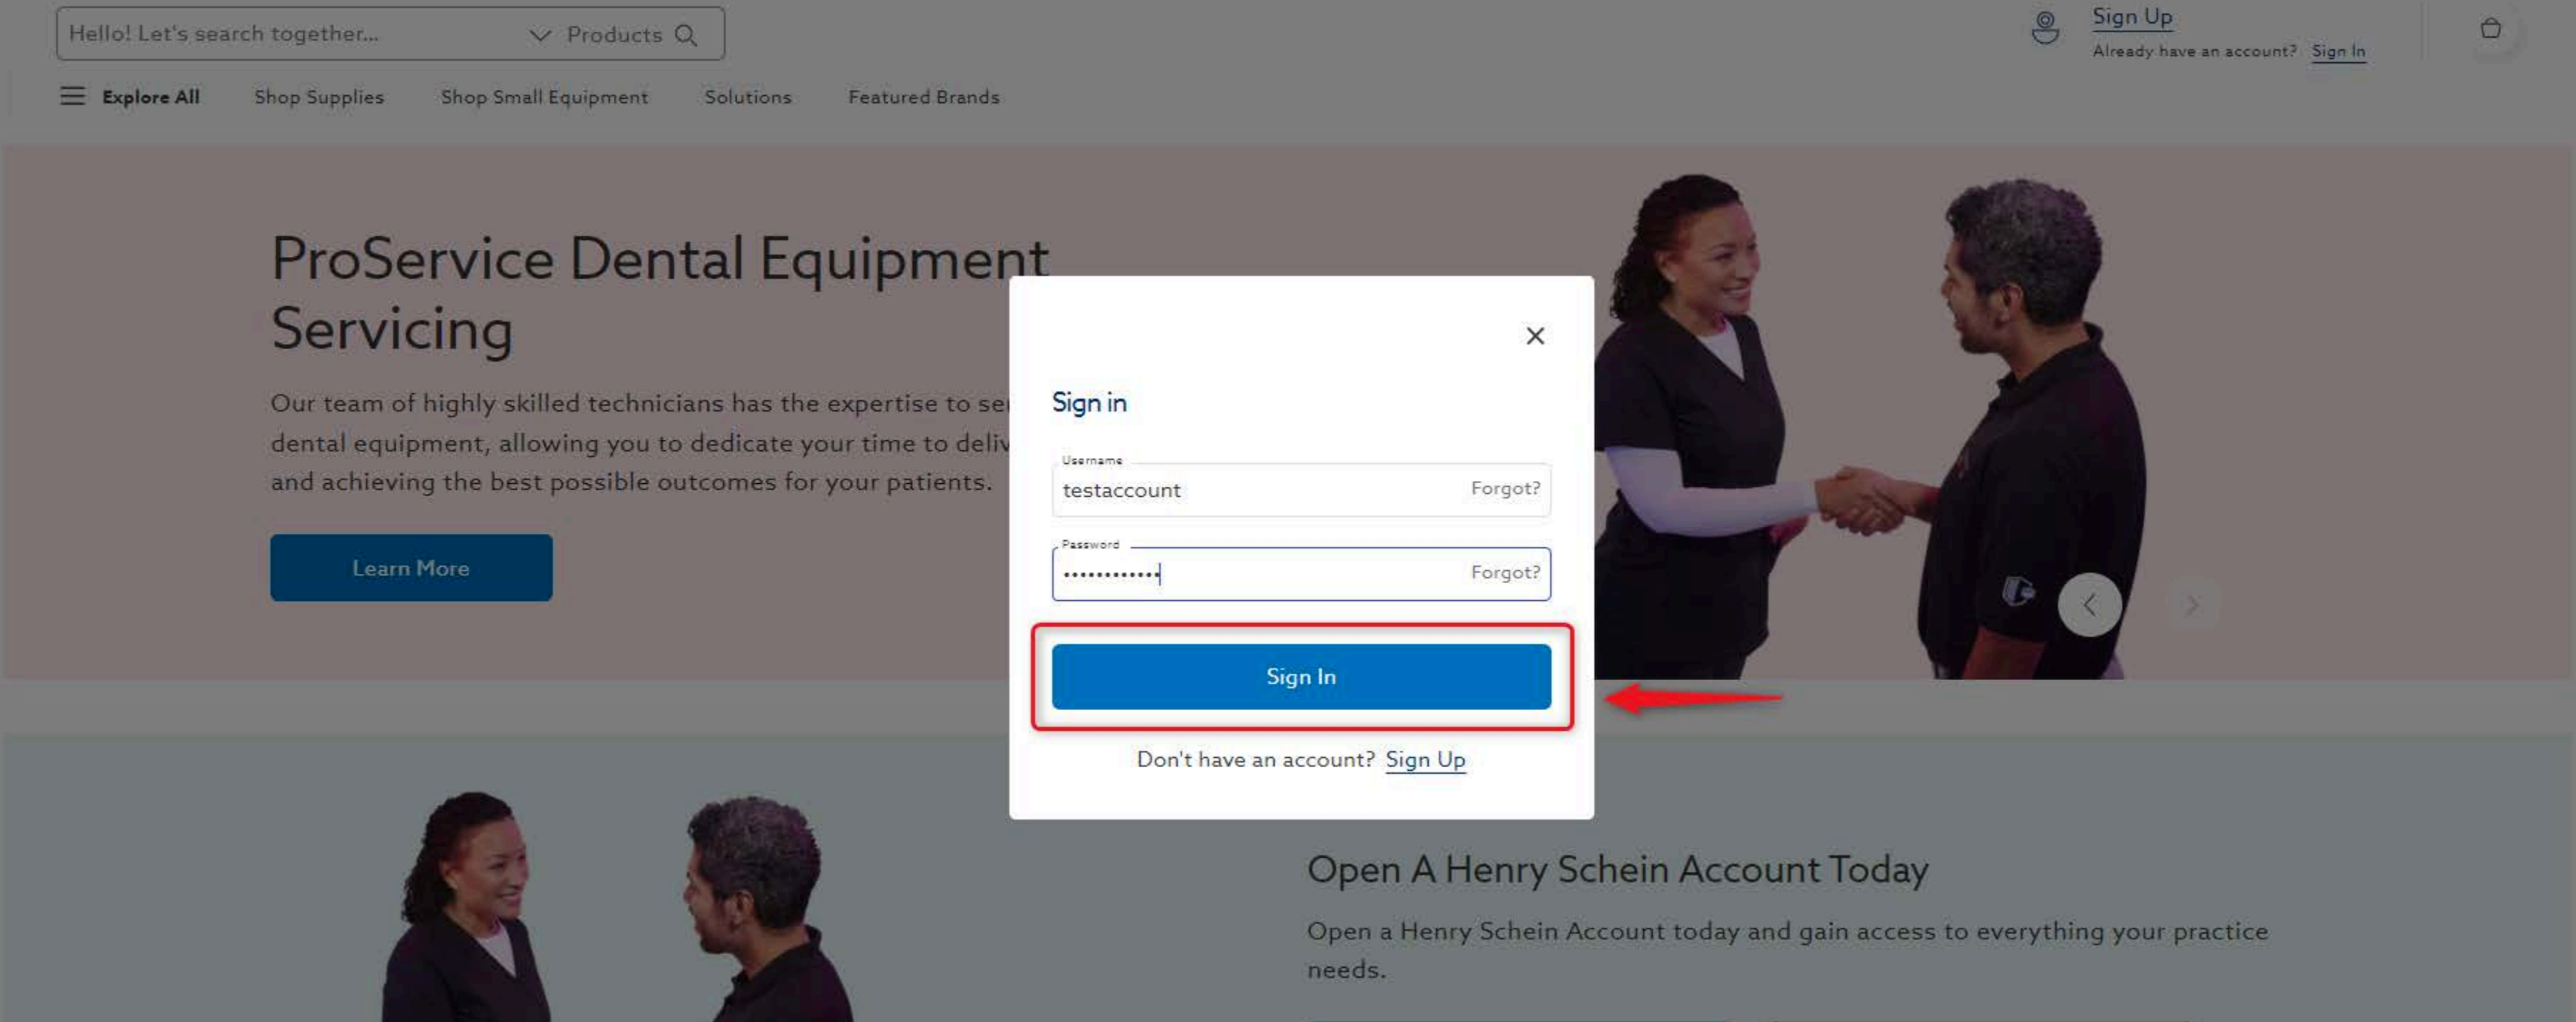 Hello! Let's search together...
Products
Sign Up
Already have an account? Sign In
Explore All
Shop Supplies
Shop Small Equipment
Solutions
Featured Brands
ProService Dental Equipment
Servicing
Our team of highly skilled technicians has the expertise to
dental equipment, allowing you to dedicate your time to
and achieving the best possible outcomes for your patients.
Learn More
Sign in
Username
testaccount
Forgot?
Password
Forgot?
Sign In
Don't have an account? Sign Up
Open A Henry Schein Account Today
Open a Henry Schein Account today and gain access to everything your practice
needs.